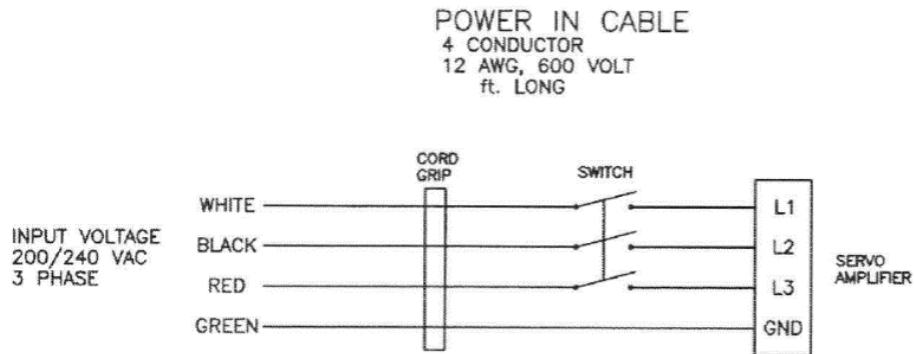 POWER IN CABLE
4 CONDUCTOR
12 AWG, 600 VOLT
ft. LONG
CORD
GRIP
SWITCH
INPUT VOLTAGE
200/240 VAC
3 PHASE
WHITE
BLACK
RED
GREEN
L1
L2
L3
GND
SERVO
AMPLIFIER